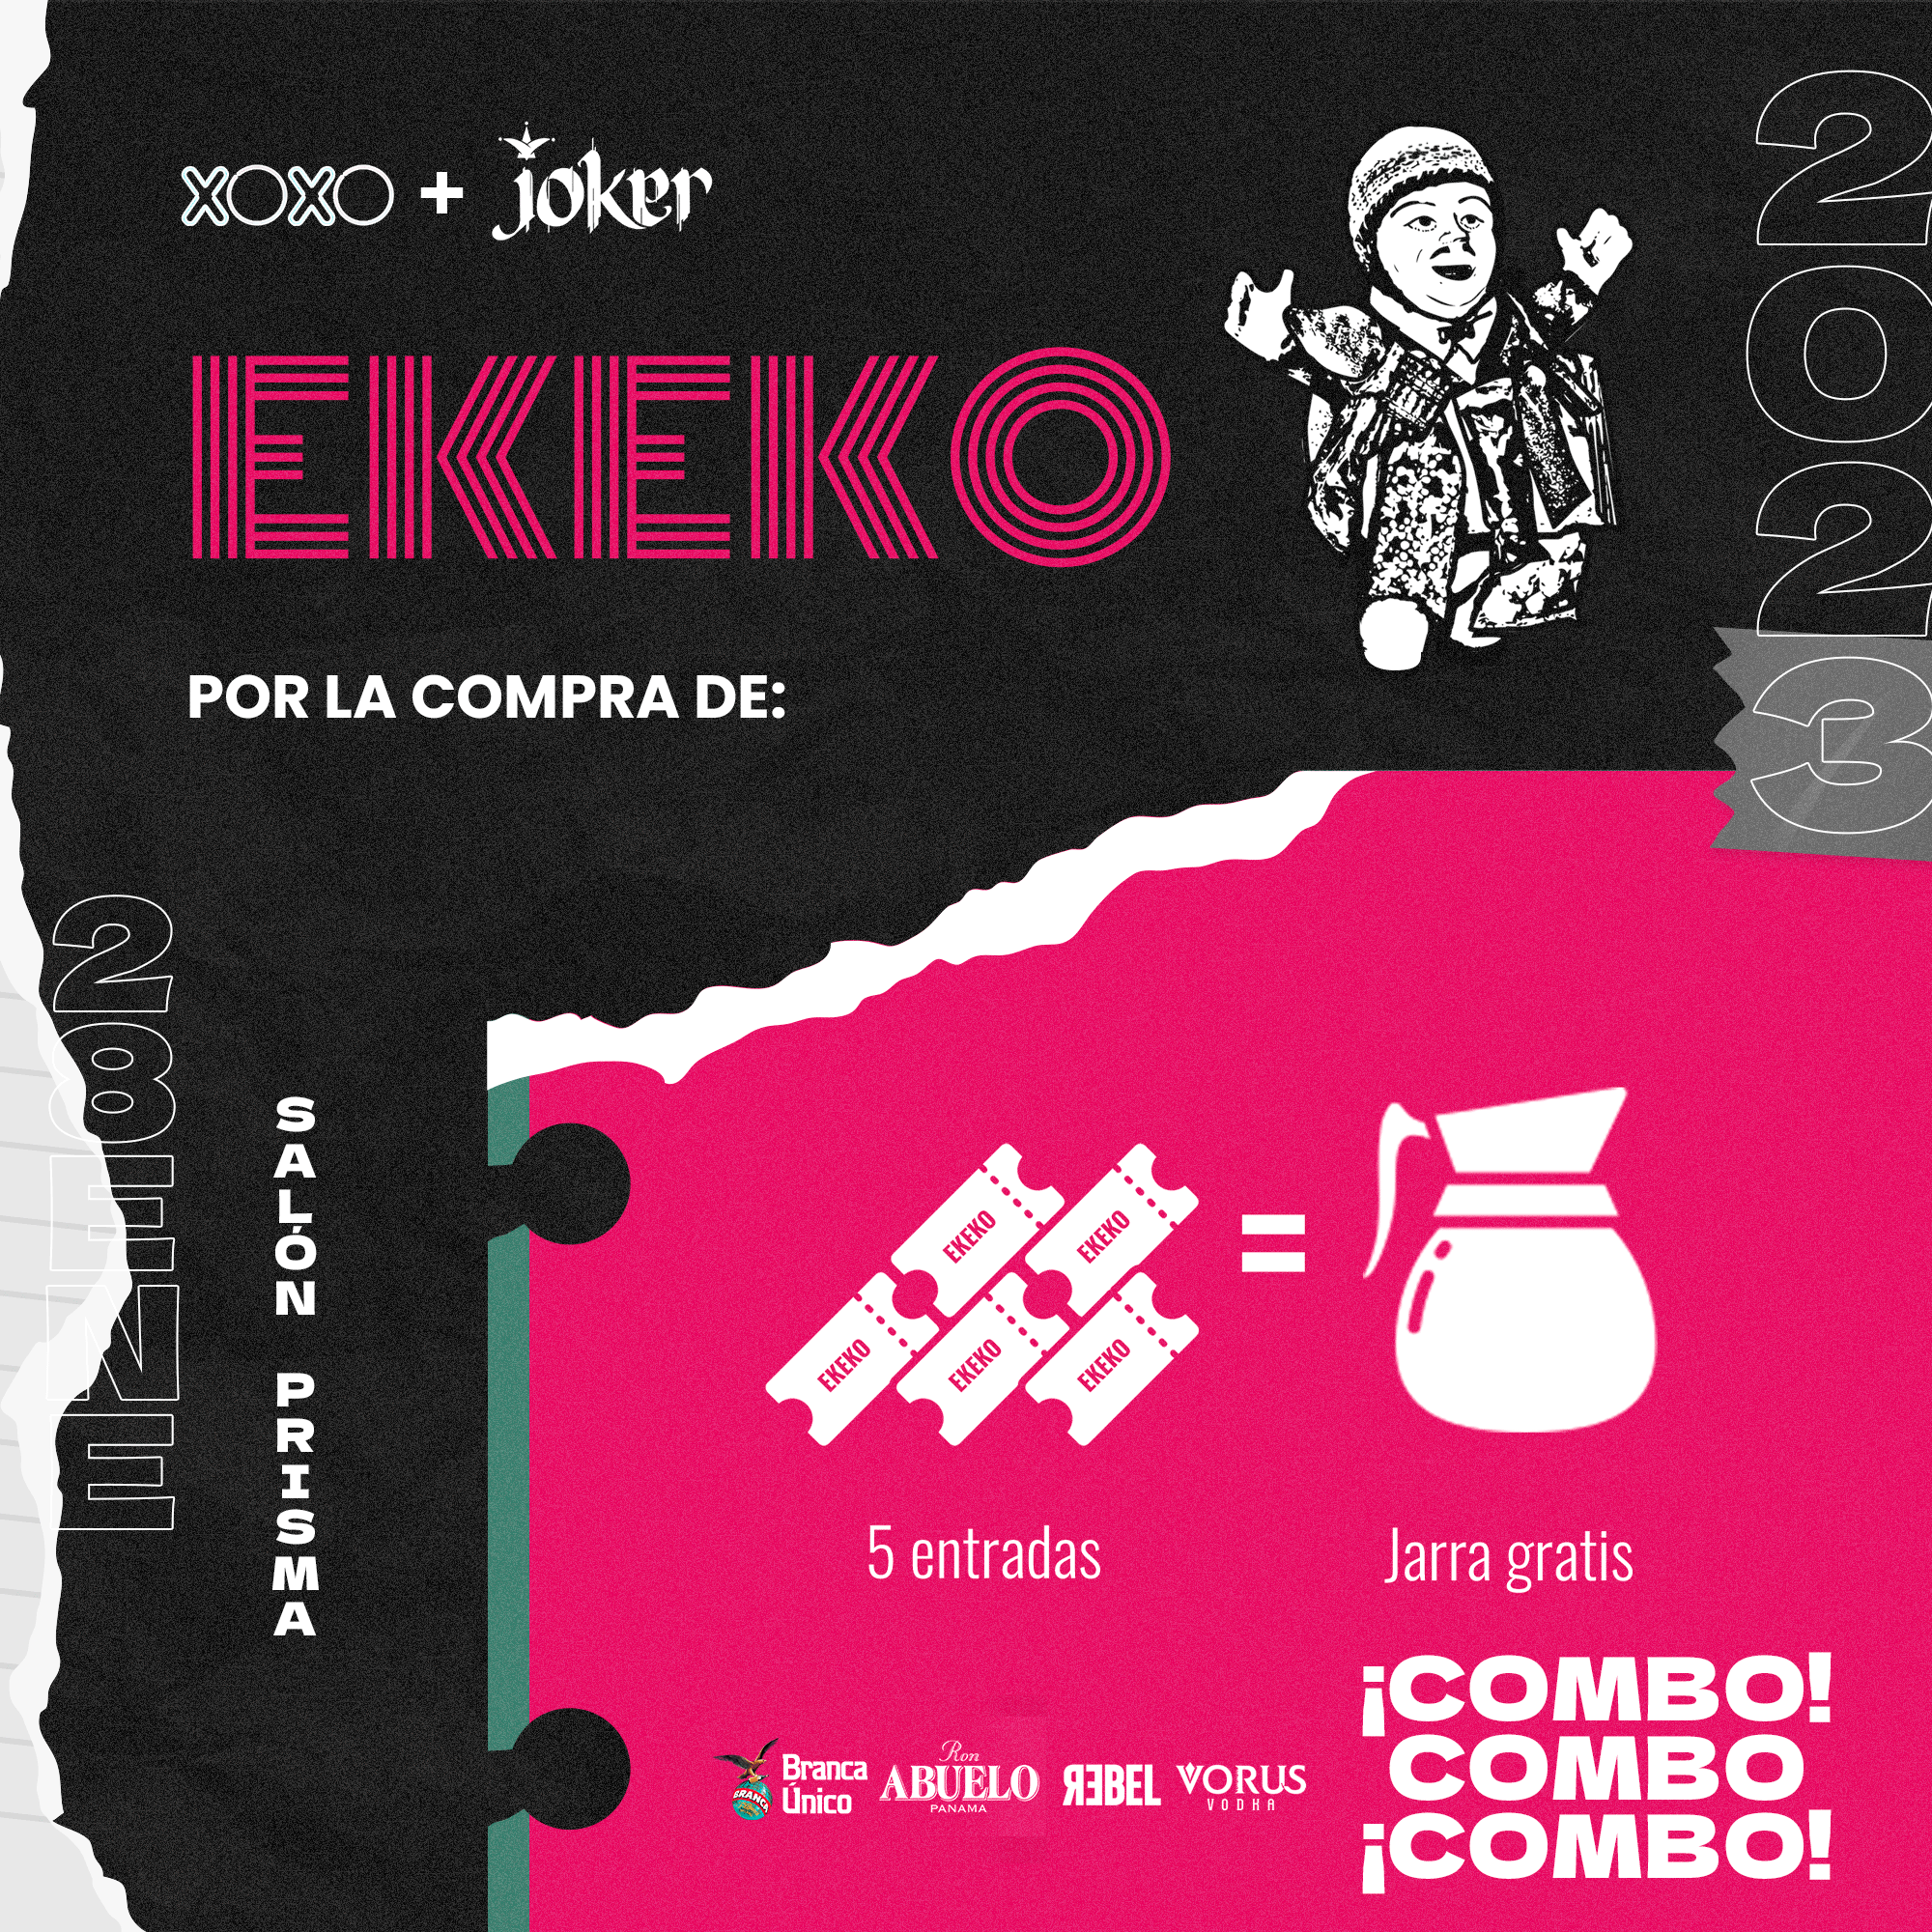 XOXO + joker
EKEKO
2023
POR LA COMPRA DE:
28 ENE
SALÓN PRISMA
EKEKO
EKEKO
EKEKO
EKEKO
EKEKO
=
5 entradas
Jarra gratis
¡COMBO!
COMBO
¡COMBO!
BRANCA
Branca
Único
Ron
ABUELO
PANAMA
REBEL
VORUS
VODKA